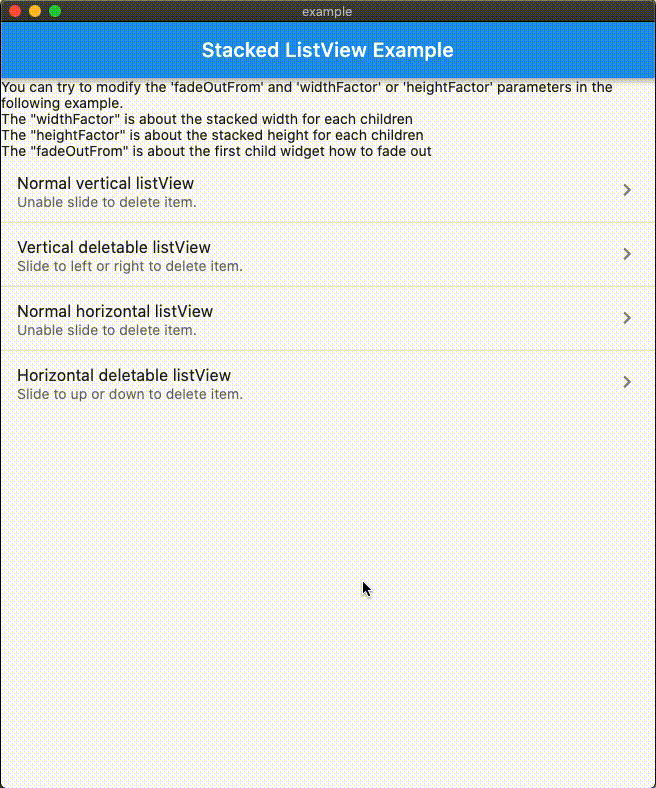 example
Stacked ListView Example
You can try to modify the 'fadeOutFrom' and 'widthFactor' or 'heightFactor' parameters in the
following example.
The "widthFactor" is about the stacked width for each children
The "heightFactor" is about the stacked height for each children
The "fadeOutFrom" is about the first child widget how to fade out
Normal vertical listView
Unable slide to delete item.
Vertical deletable listView
Slide to left or right to delete item.
Normal horizontal listView
Unable slide to delete item.
Horizontal deletable listView
Slide to up or down to delete item.